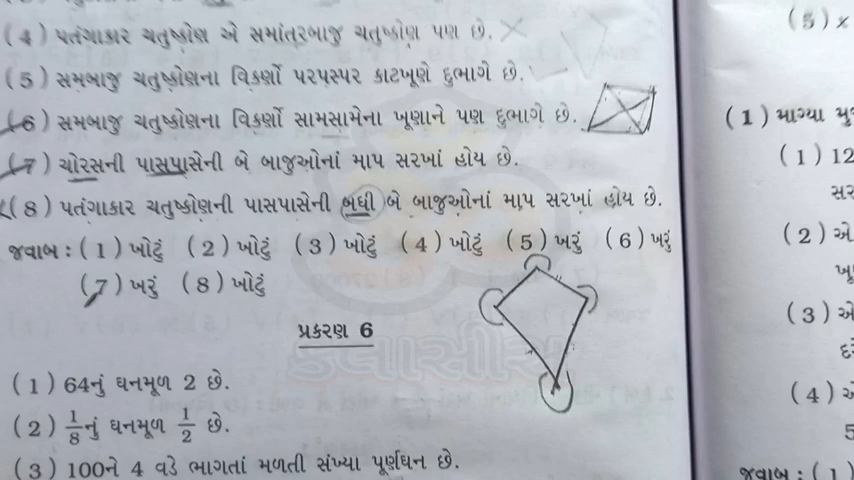 (4) પતંગાકાર ચતુષ્કોણ એ સમાંતરબાજુ ચતુષ્કોણ પણ છે.
(5) સમબાજુ ચતુષ્કોણના વિકર્ણો પરપસ્પર કાટખૂણે દુભાગે છે.
(6) સમબાજુ ચતુષ્કોણના વિકર્ણો સામસામેના ખૂણાને પણ દુભાગે છે.
(7) ચોરસની પાસપાસેની બે બાજુઓનાં માપ સરખાં હોય છે.
(8) પતંગાકાર ચતુષ્કોણની પાસપાસેની બધી બે બાજુઓનાં માપ સરખાં હોય છે.
જવાબ : (1) ખોટું (2) ખોટું (3) ખોટું (4) ખોટું (5) ખરું (6) ખરું
(7) ખરું (8) ખોટું
પ્રકરણ 6
(1) 64નું ઘનમૂળ 2 છે.
(2) 1/8નું ઘનમૂળ 1/2 છે.
(3) 100ને 4 વડે ભાગતાં મળતી સંખ્યા પૂર્ણઘન છે.
(5) x
(1) માગ્યા
(1) 12
(2) એ
(3)
(4)
5
જવાબ : (1)